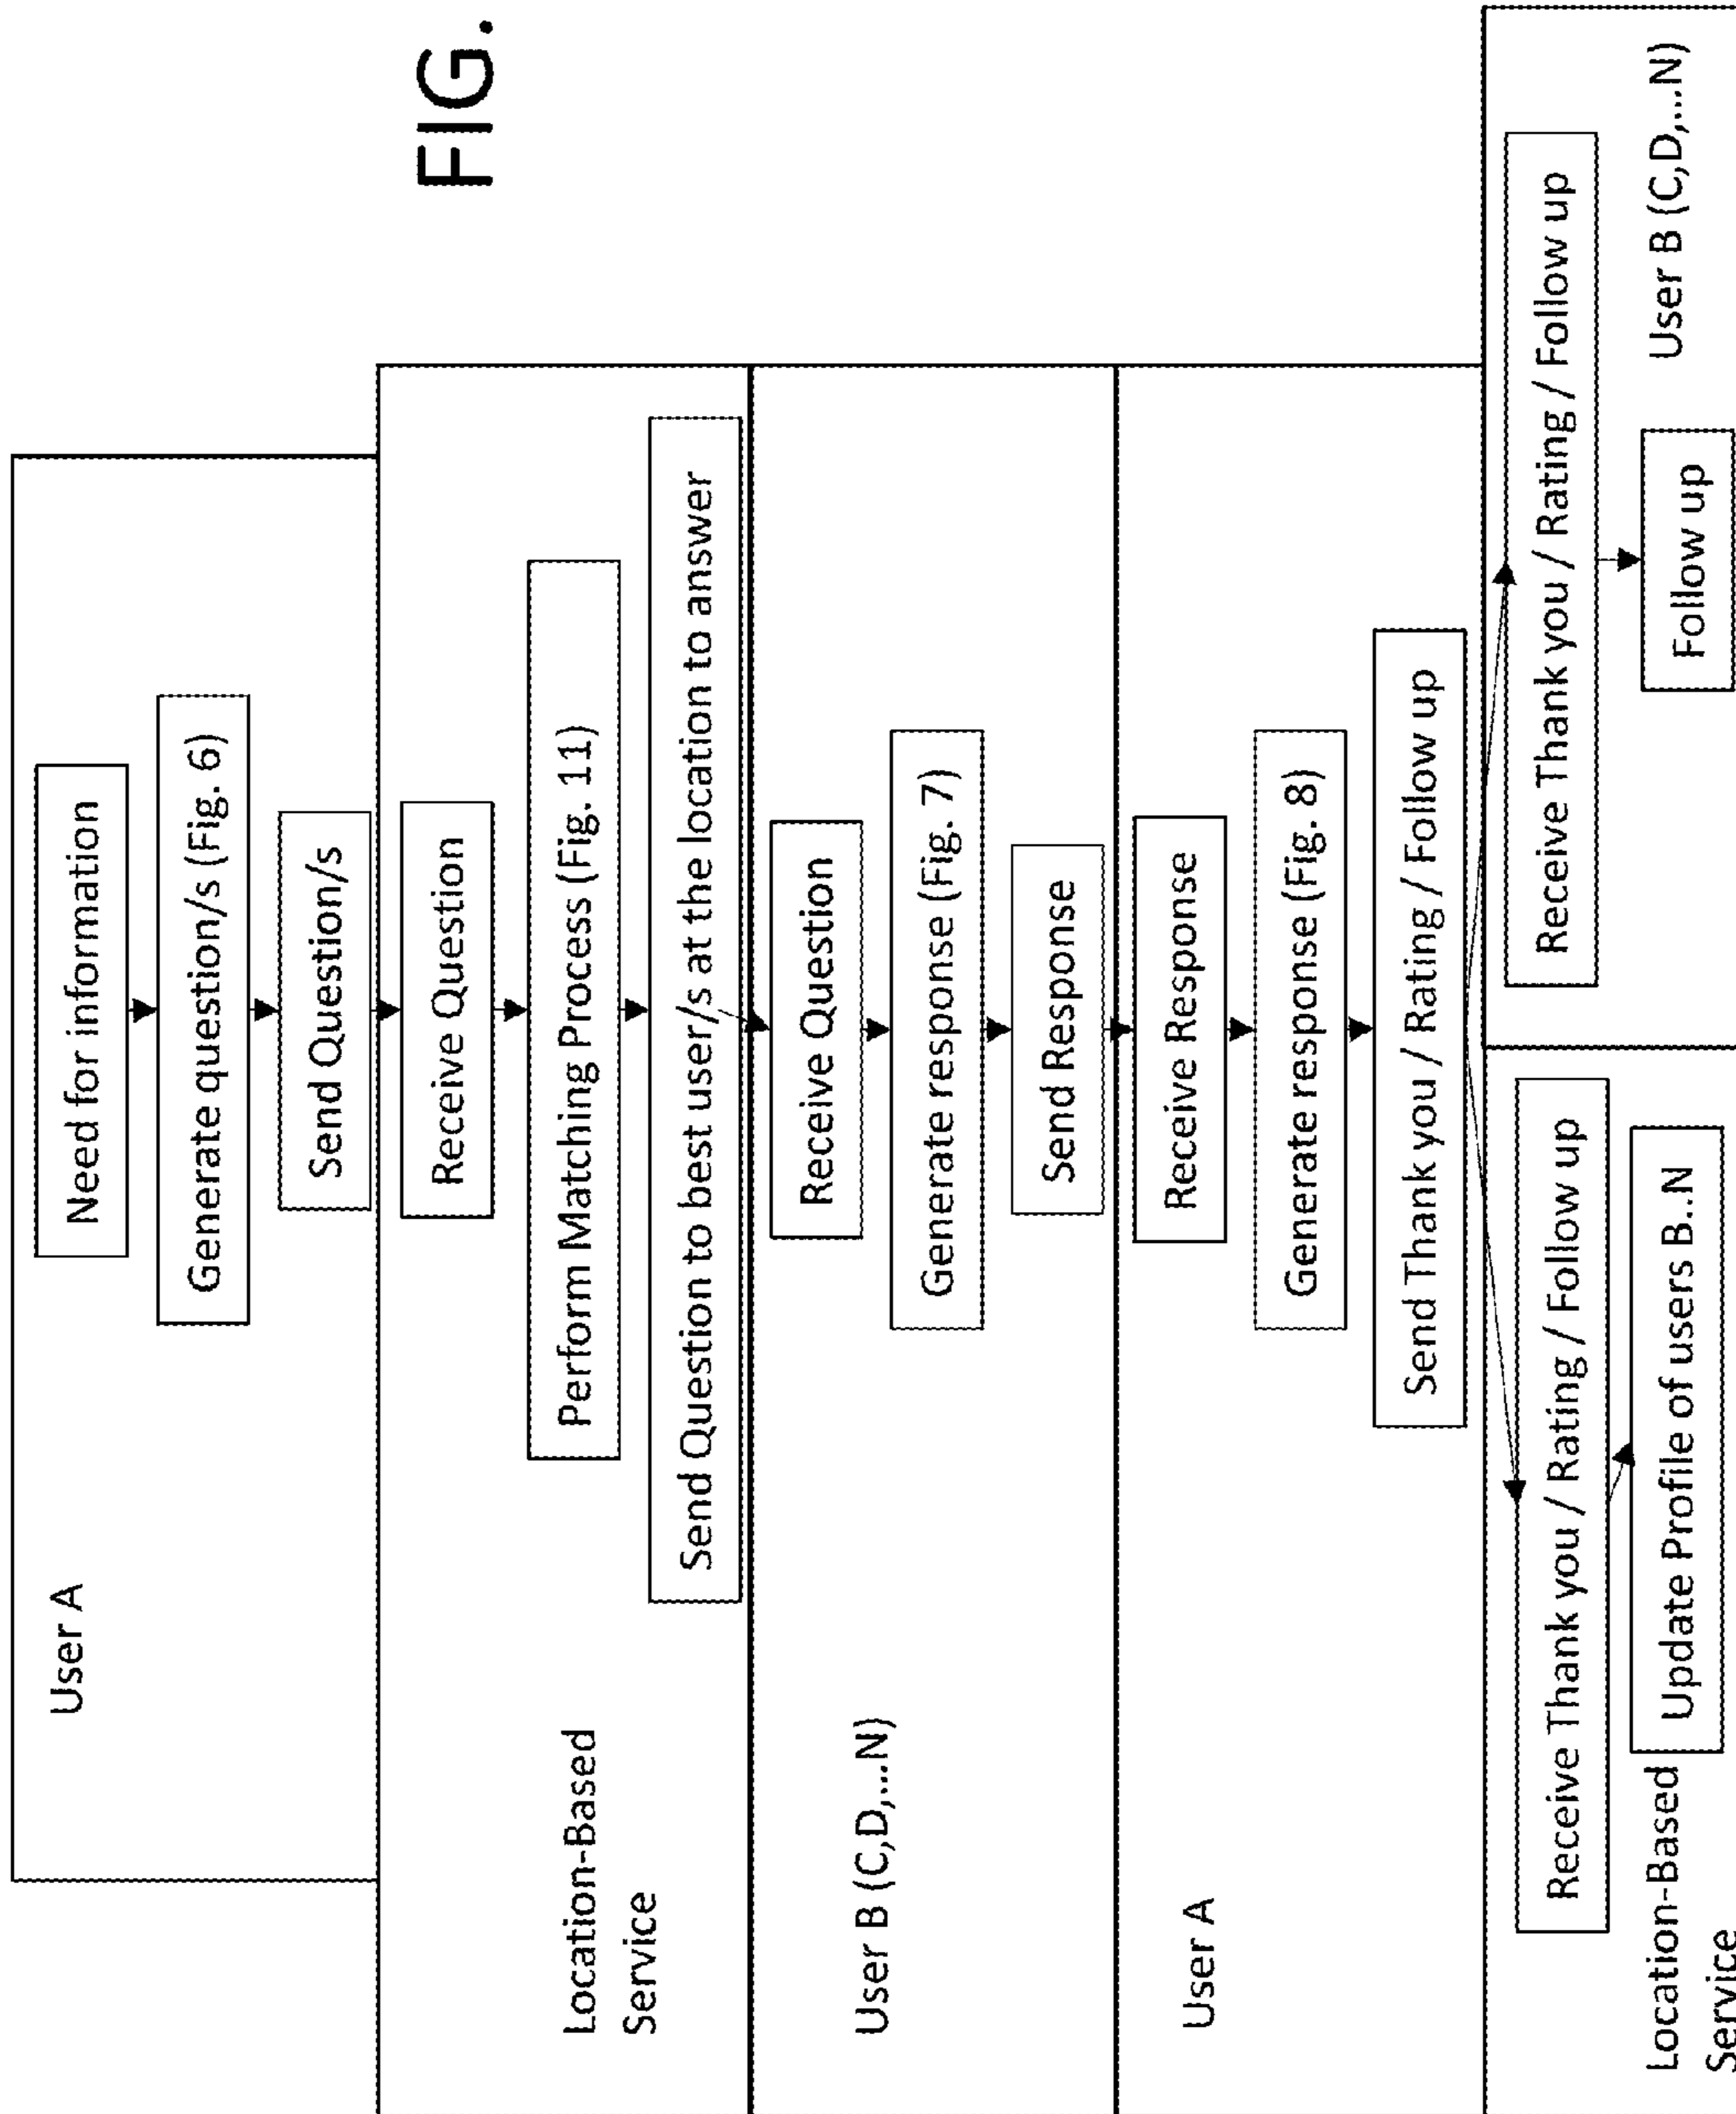 FIG.
User A
Need for information
Generate question/s (Fig. 6)
Send Question/s
Location-Based
Service
Receive Question
Perform Matching Process (Fig. 11)
Send Question to best user/s at the location to answer
User B (C,D,...N)
Receive Question
Generate response (Fig. 7)
Send Response
User A
Receive Response
Generate response (Fig. 8)
Send Thank you / Rating / Follow up
Receive Thank you / Rating / Follow up
Update Profile of users B..N
Location-Based
Service
Receive Thank you / Rating / Follow up
Follow up
User B (C,D,...N)